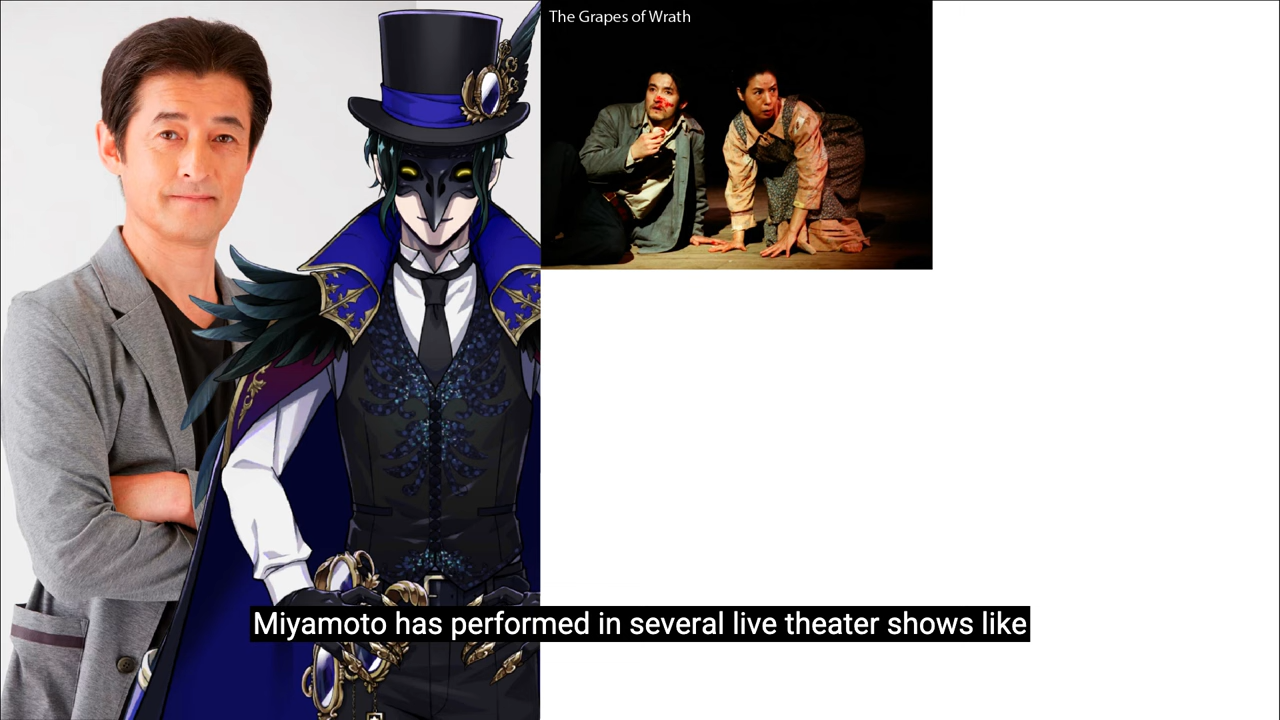 The Grapes of Wrath
Miyamoto has performed in several live theater shows like